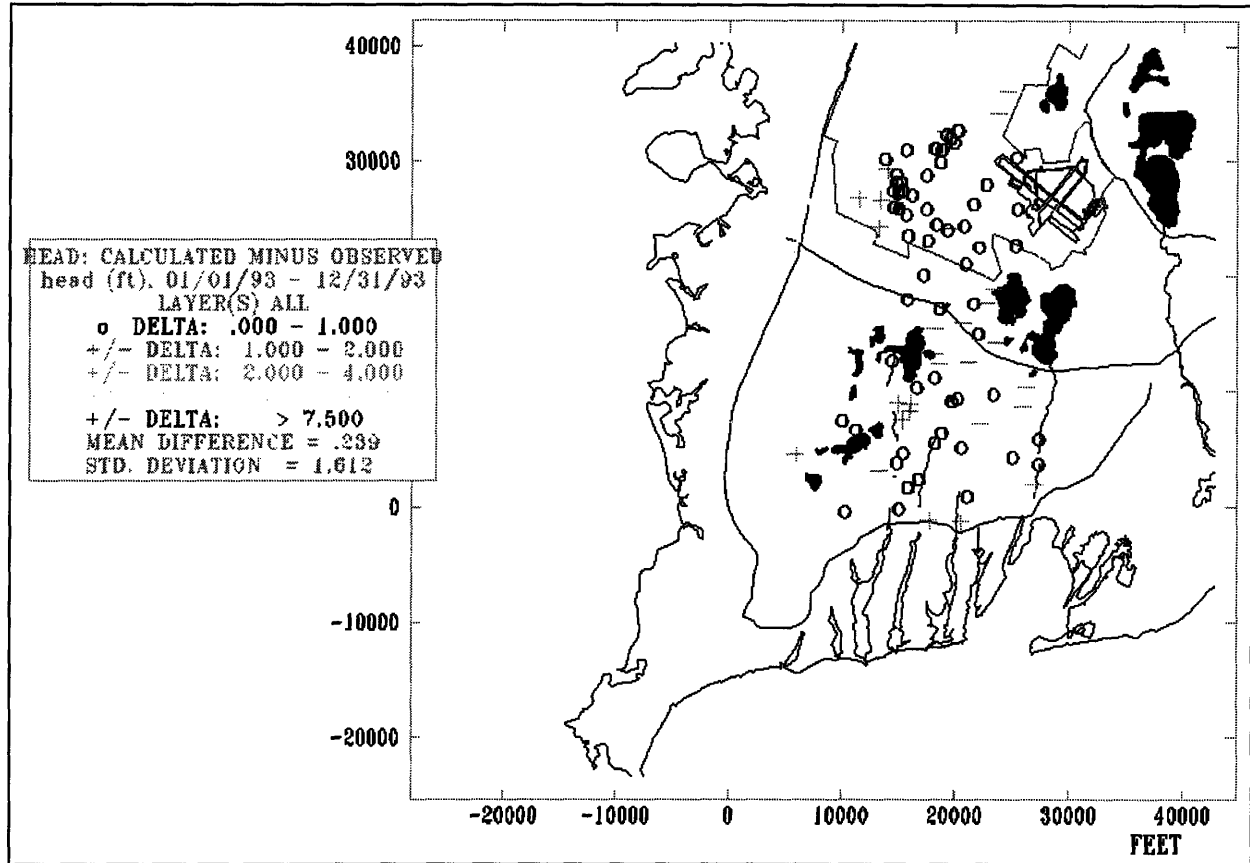 40000
30000
HEAD: CALCULATED MINUS OBSERVED
head (ft). 01/01/93 - 12/31/93
LAYER(S) ALL
o DELTA: .000 - 1.000
+/- DELTA: 1.000 - 2.000
+/- DELTA: 2.000 - 4.000
+/- DELTA: > 7.500
MEAN DIFFERENCE = .239
STD. DEVIATION = 1.612
0
-10000
-20000
-20000 -10000 0 10000 20000 30000 40000
FEET